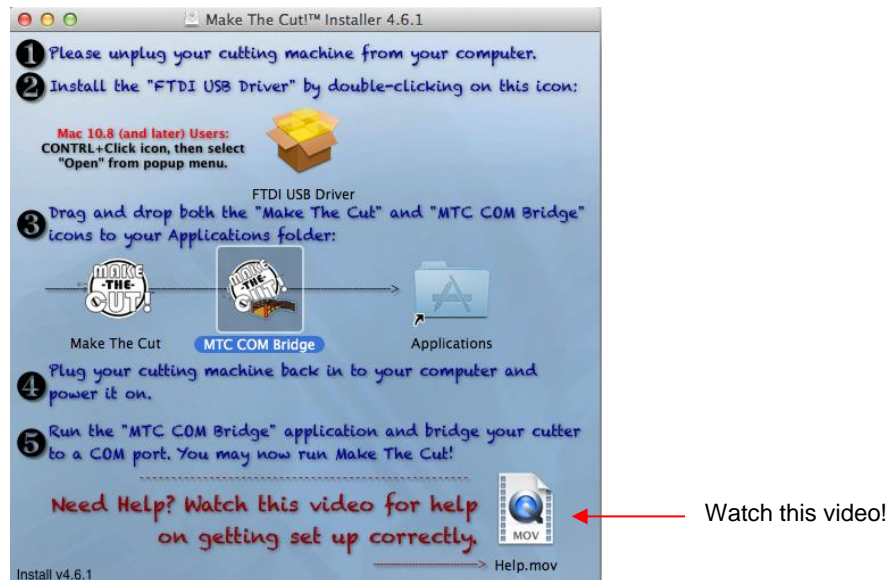 Make The Cut!™ Installer 4.6.1
1 Please unplug your cutting machine from your computer.
2 Install the "FTDI USB Driver" by double-clicking on this icon:
Mac 10.8 (and later) Users:
CONTRL+Click icon, then select
"Open" from popup menu.
FTDI USB Driver
3 Drag and drop both the "Make The Cut" and "MTC COM Bridge"
icons to your Applications folder:
MAKE
-THE-
CUT!
MAKE
-THE-
CUT!
Make The Cut
MTC COM Bridge
Applications
4 Plug your cutting machine back in to your computer and
power it on.
5 Run the "MTC COM Bridge" application and bridge your cutter
to a COM port. You may now run Make The Cut!
Need Help? Watch this video for help
on getting set up correctly.
MOV
Watch this video!
Help.mov
Install v4.6.1